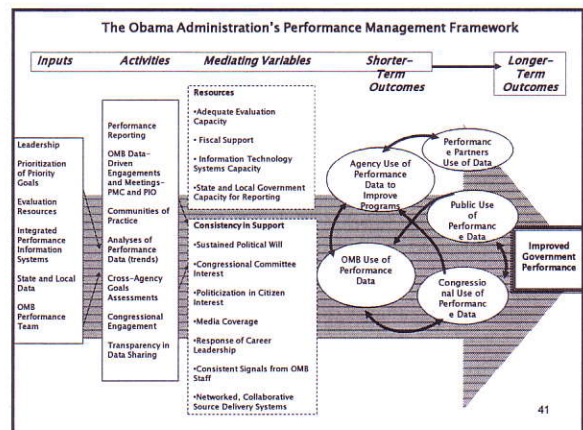 The Obama Administration's Performance Management Framework
Inputs
Activities
Mediating Variables
Shorter-
Term
Outcomes
Longer-
Term
Outcomes
Leadership
Prioritization
of Priority
Goals
Evaluation
Resources
Integrated
Performance
Information
Systems
State and Local
Data
OMB
Performance
Team
Performance
Reporting
OMB Data-
Driven
Engagements
and Meetings-
PMC and PIO
Communities of
Practice
Analyses of
Performance
Data (trends)
Cross-Agency
Goals
Assessments
Congressional
Engagement
Transparency in
Data Sharing
Resources
•Adequate Evaluation
Capacity
• Fiscal Support
• Information Technology
Systems Capacity
•State and Local Government
Capacity for Reporting
Consistency in Support
•Sustained Political Will
•Congressional Committee
Interest
•Politicization in Citizen
Interest
•Media Coverage
•Response of Career
Leadership
•Consistent Signals from OMB
Staff
•Networked, Collaborative
Source Delivery Systems
Agency Use of
Performance
Data to
Improve
Programs
Performanc
e Partners
Use of Data
Public Use
of
Performanc
e Data
OMB Use of
Performance
Data
Congressio
nal Use of
Performanc
e Data
Improved
Government
Performance
41